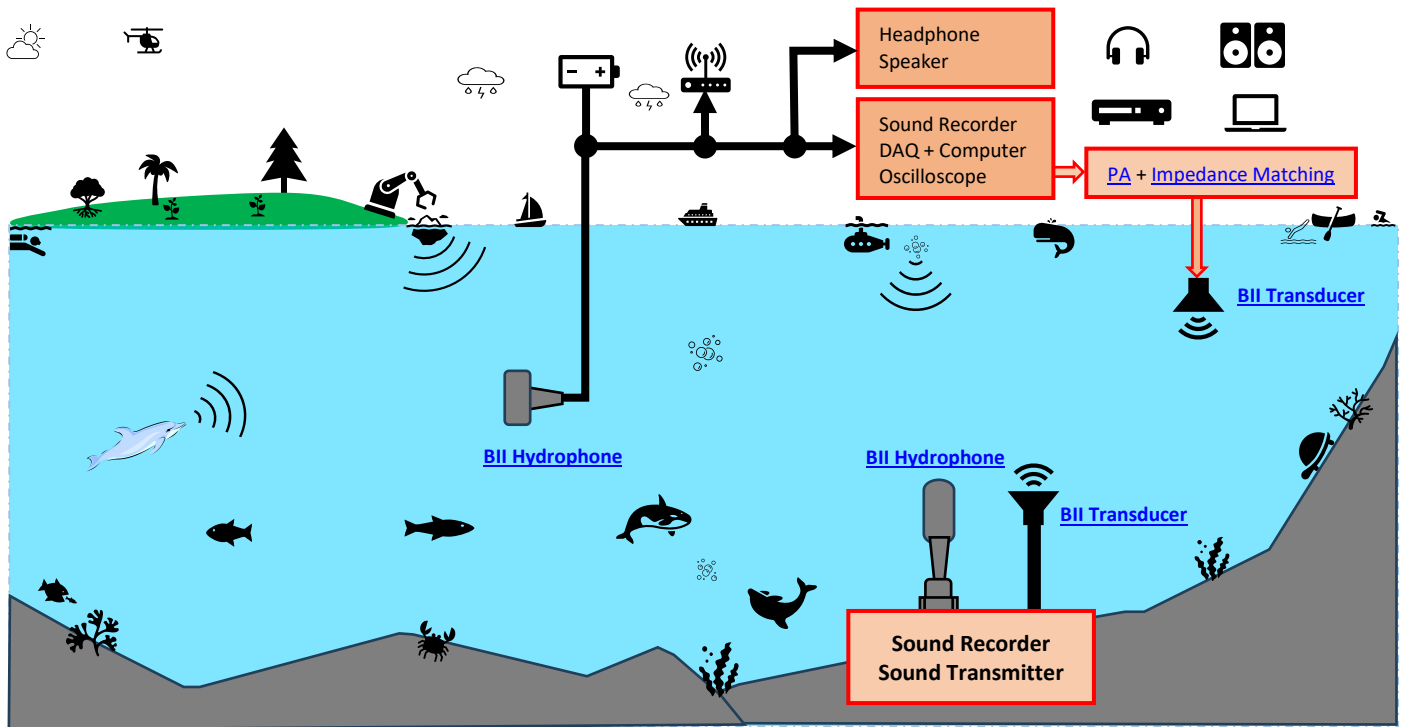 Headphone
Speaker
Sound Recorder
DAQ + Computer
Oscilloscope
PA + Impedance Matching
BII Transducer
BII Hydrophone
BII Hydrophone
BII Transducer
Sound Recorder
Sound Transmitter